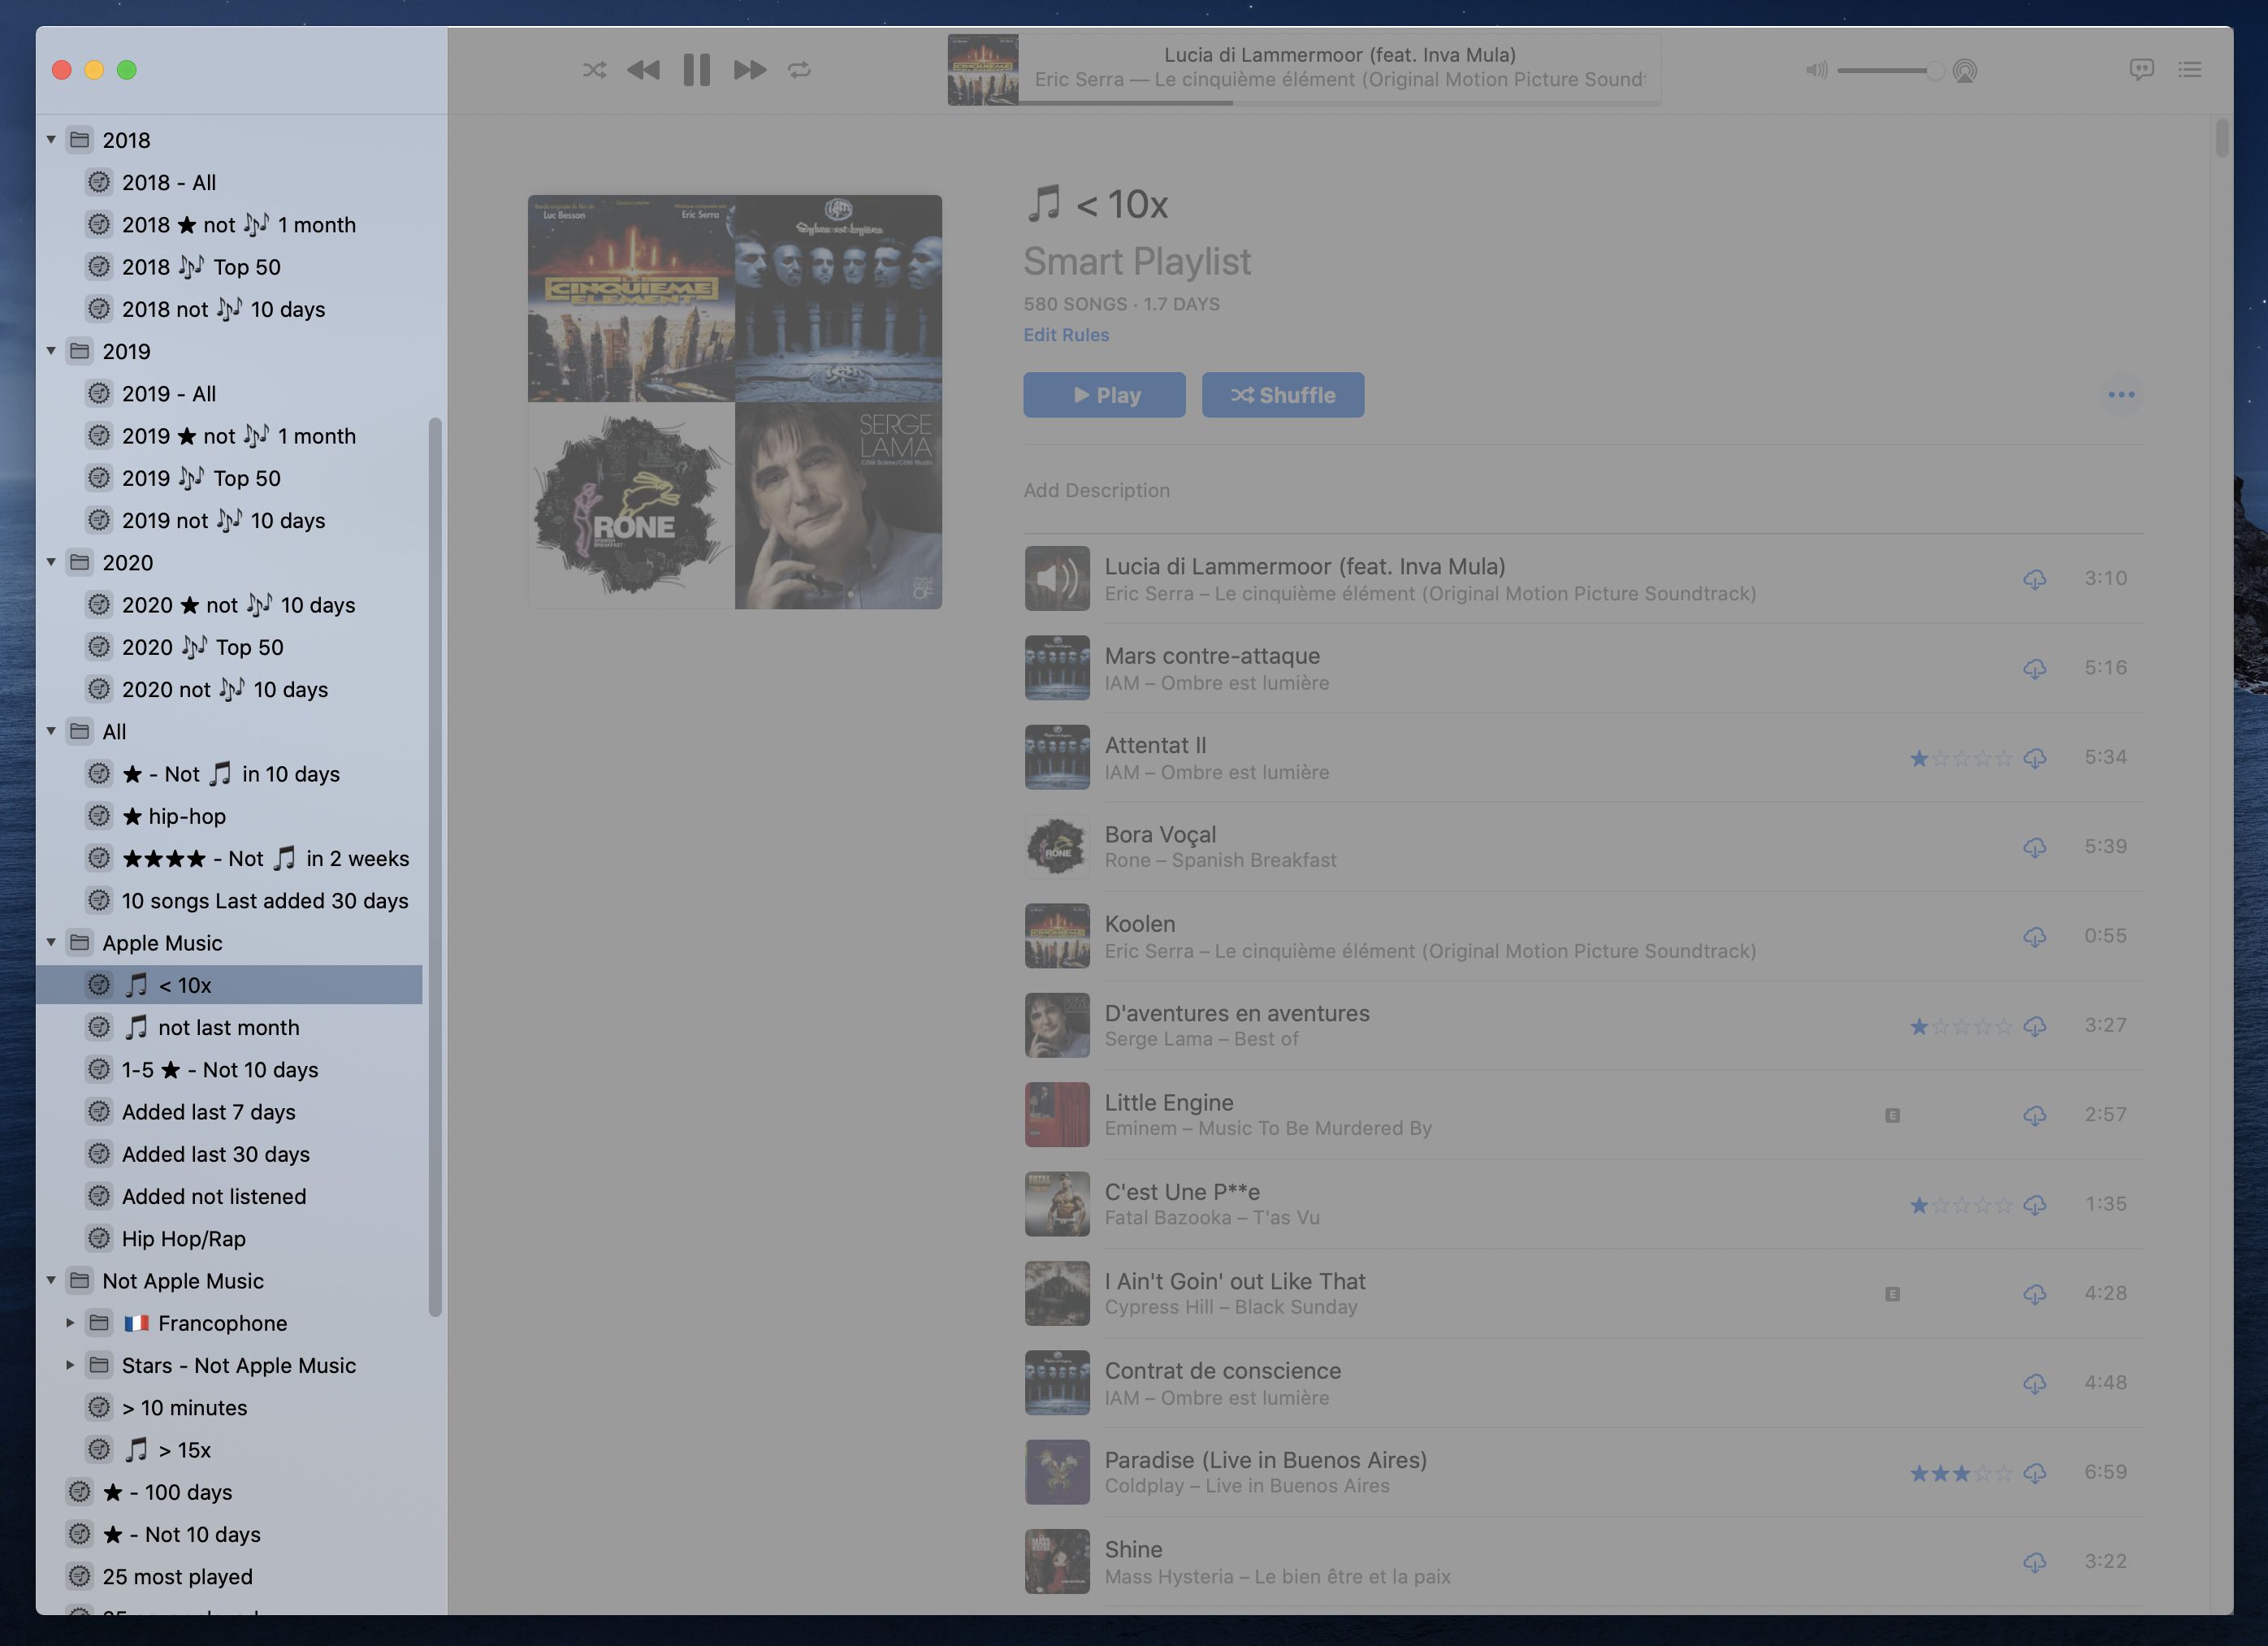 2018
2018 - All
2018 ★ not 🎶 1 month
2018 🎶 Top 50
2018 not 🎶 10 days
2019
2019 - All
2019 ★ not 🎶 1 month
2019 🎶 Top 50
2019 not 🎶 10 days
2020
2020 ★ not 🎶 10 days
2020 🎶 Top 50
2020 not 🎶 10 days
All
★ - Not 🎵 in 10 days
★ hip-hop
★★★★ - Not 🎵 in 2 weeks
10 songs Last added 30 days
Apple Music
🎵 < 10x
🎵 not last month
1-5 ★ - Not 10 days
Added last 7 days
Added last 30 days
Added not listened
Hip Hop/Rap
Not Apple Music
🇫🇷 Francophone
Stars - Not Apple Music
> 10 minutes
🎵 > 15x
★ - 100 days
★ - Not 10 days
25 most played
Lucia di Lammermoor (feat. Inva Mula)
Eric Serra — Le cinquième élément (Original Motion Picture Sound
Luc Besson
Eric Serra
CINQUIEME
ELEMENT
IAM
Ombre est lumière
RONE
SPANISH
BREAKFAST
SERGE
LAMA
BEST
OF
🎵 < 10x
Smart Playlist
580 SONGS · 1.7 DAYS
Edit Rules
Play
Shuffle
Add Description
Lucia di Lammermoor (feat. Inva Mula)
Eric Serra – Le cinquième élément (Original Motion Picture Soundtrack)
3:10
Mars contre-attaque
IAM – Ombre est lumière
5:16
Attentat II
IAM – Ombre est lumière
★☆☆☆☆
5:34
Bora Voçal
Rone – Spanish Breakfast
5:39
Koolen
Eric Serra – Le cinquième élément (Original Motion Picture Soundtrack)
0:55
D'aventures en aventures
Serge Lama – Best of
★☆☆☆☆
3:27
Little Engine
Eminem – Music To Be Murdered By
E
2:57
C'est Une P**e
Fatal Bazooka – T'as Vu
★☆☆☆☆
1:35
I Ain't Goin' out Like That
Cypress Hill – Black Sunday
E
4:28
Contrat de conscience
IAM – Ombre est lumière
4:48
Paradise (Live in Buenos Aires)
Coldplay – Live in Buenos Aires
★★★☆☆
6:59
Shine
Mass Hysteria – Le bien être et la paix
3:22